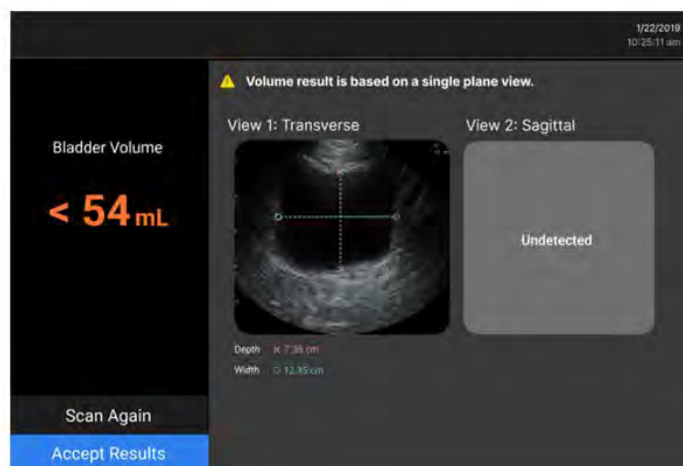 1/22/2019
10:25:11 am
Volume result is based on a single plane view.
Bladder Volume
< 54 mL
View 1: Transverse
View 2: Sagittal
Undetected
Depth 7.35 cm
Width 12.35 cm
Scan Again
Accept Results